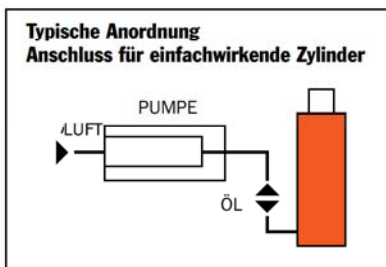 Typische Anordnung
Anschluss für einfachwirkende Zylinder
PUMPE
LUFT
ÖL